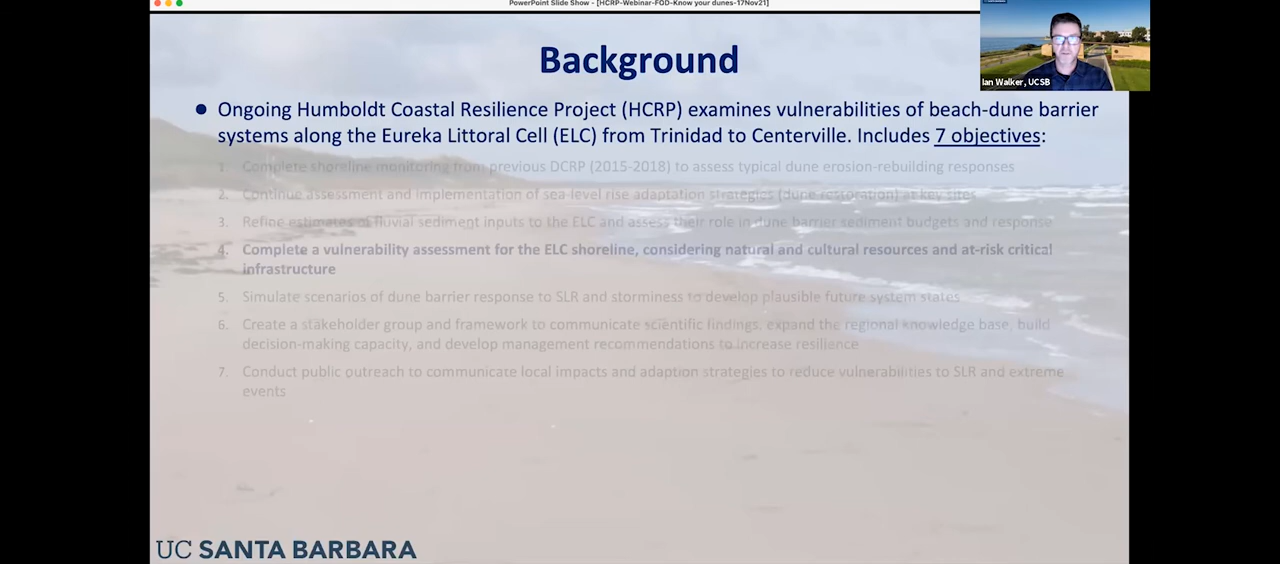 PowerPoint Slide Show - [HCRP-Webinar-FOD-Know your dunes-17Nov21]
Ian Walker, UCSB
Background
● Ongoing Humboldt Coastal Resilience Project (HCRP) examines vulnerabilities of beach-dune barrier
systems along the Eureka Littoral Cell (ELC) from Trinidad to Centerville. Includes 7 objectives:
1. Complete shoreline monitoring from previous DCRP (2015-2018) to assess typical dune erosion-rebuilding responses
2. Continue assessment and implementation of sea-level rise adaptation strategies (dune restoration) at key sites
3. Refine estimates of fluvial sediment inputs to the ELC and assess their role in dune barrier sediment budgets and response
4. Complete a vulnerability assessment for the ELC shoreline, considering natural and cultural resources and at-risk critical
infrastructure
5. Simulate scenarios of dune barrier response to SLR and storminess to develop plausible future system states
6. Create a stakeholder group and framework to communicate scientific findings, expand the regional knowledge base, build
decision-making capacity, and develop management recommendations to increase resilience
7. Conduct public outreach to communicate local impacts and adaption strategies to reduce vulnerabilities to SLR and extreme
events
UC SANTA BARBARA